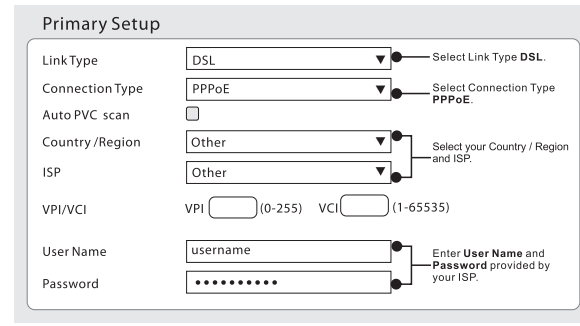 Primary Setup
Link Type DSL Select Link Type DSL.
Connection Type PPPoE Select Connection Type
PPPoE.
Auto PVC scan
Country /Region Other Select your Country / Region
and ISP.
ISP Other
VPI/VCI VPI (0-255) VCI (1-65535)
User Name username Enter User Name and
Password provided by
your ISP.
Password ••••••••••